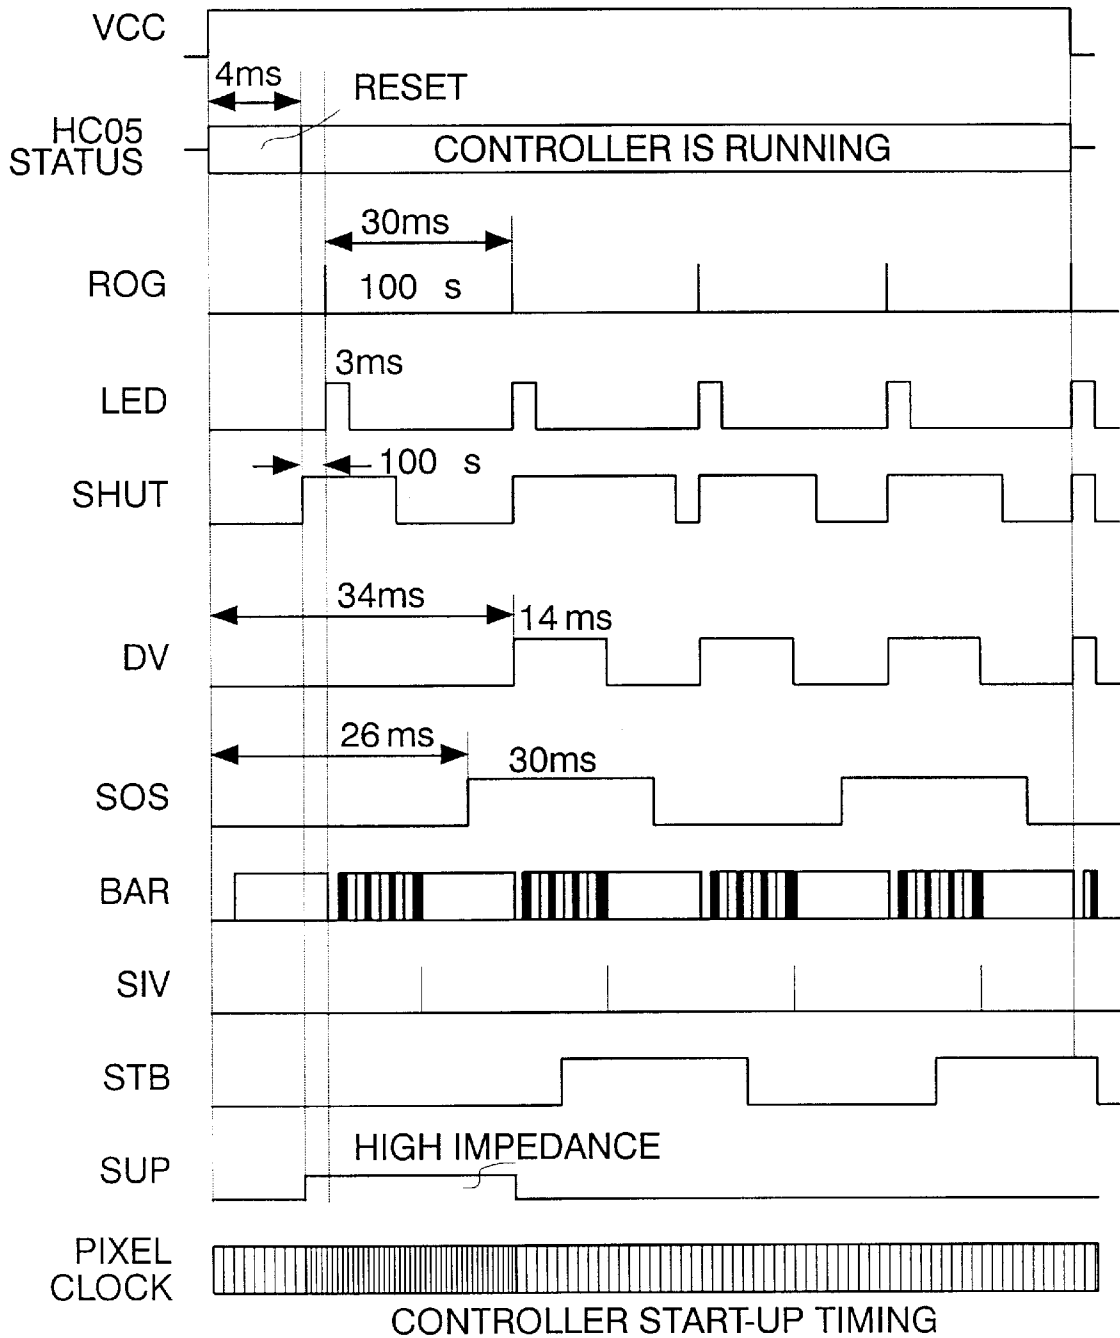 VCC
4ms
RESET
HC05
STATUS
CONTROLLER IS RUNNING
30ms
ROG
100 s
3ms
LED
100 s
SHUT
34ms
14 ms
DV
26 ms
30ms
SOS
BAR
SIV
STB
HIGH IMPEDANCE
SUP
PIXEL
CLOCK
CONTROLLER START-UP TIMING